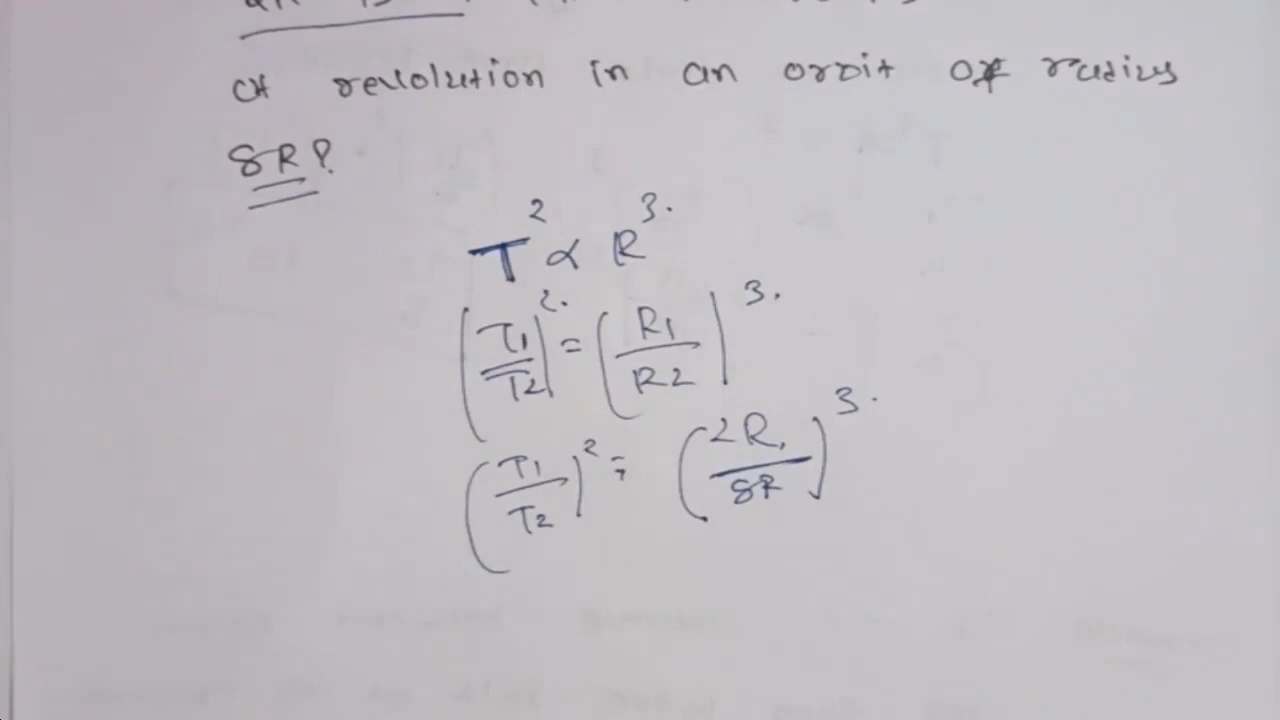 of revolution in an orbit of radius
8R?
T² ∝ R³.
(T1/T2)² = (R1/R2)³.
(T1/T2)² = (2R/8R)³.